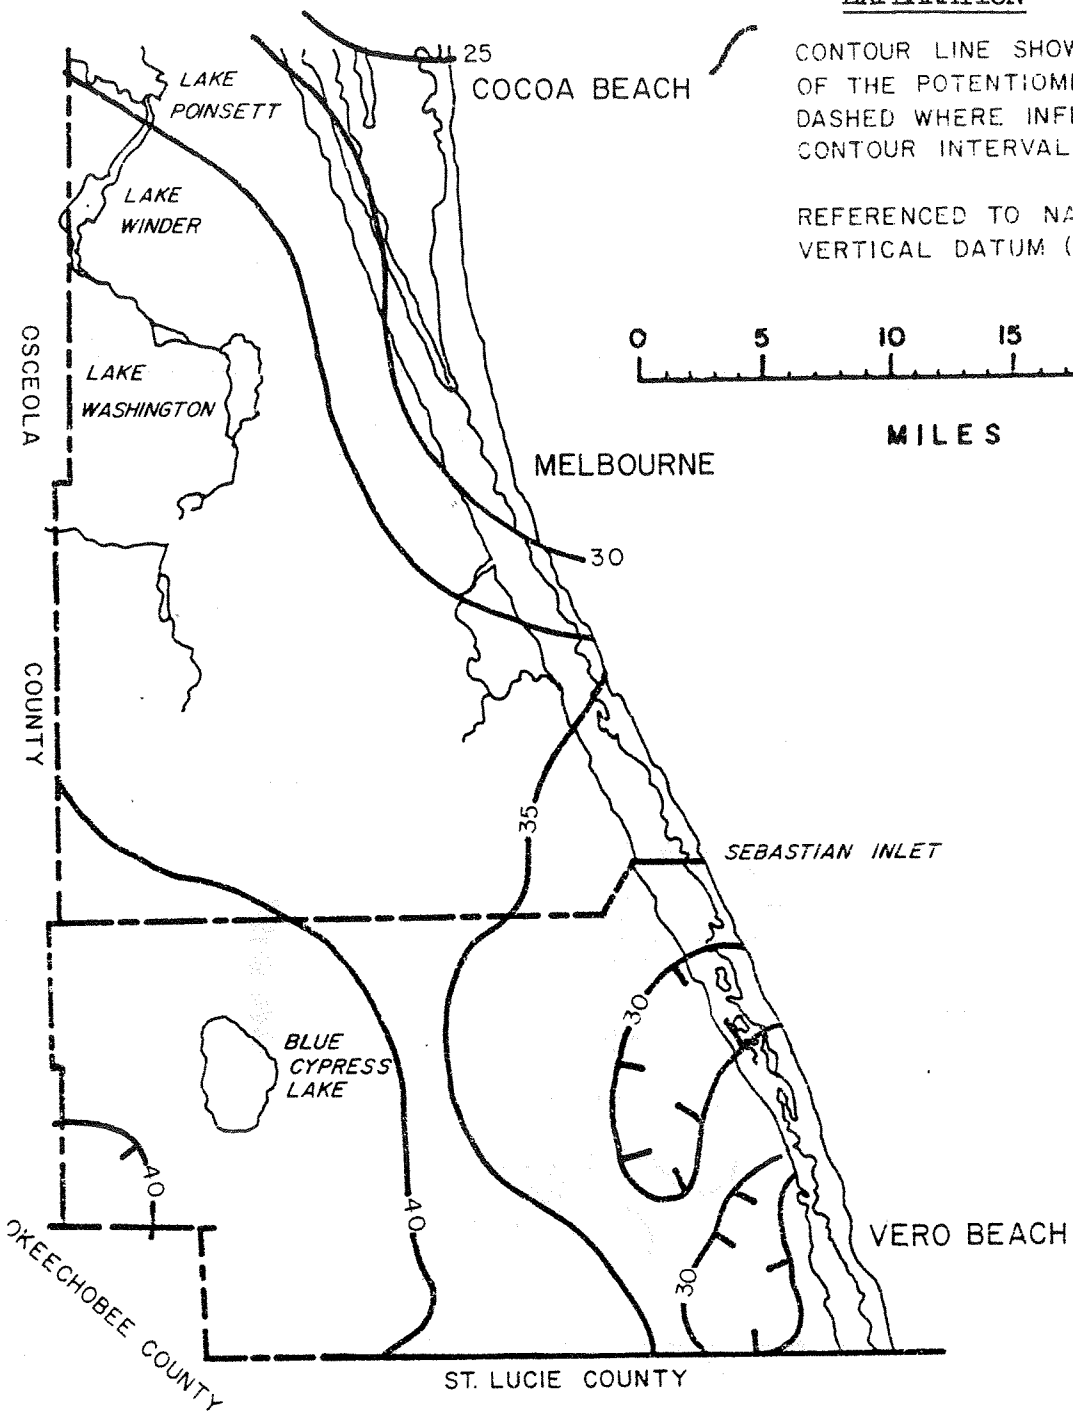 EXPLANATION
CONTOUR LINE SHOW
OF THE POTENTIOM
DASHED WHERE INF
CONTOUR INTERVAL
REFERENCED TO NA
VERTICAL DATUM (
25
COCOA BEACH
LAKE
POINSETT
LAKE
WINDER
0 5 10 15
MILES
OSCEOLA
COUNTY
LAKE
WASHINGTON
MELBOURNE
30
35
SEBASTIAN INLET
30
BLUE
CYPRESS
LAKE
40
40
VERO BEACH
30
OKEECHOBEE COUNTY
ST. LUCIE COUNTY